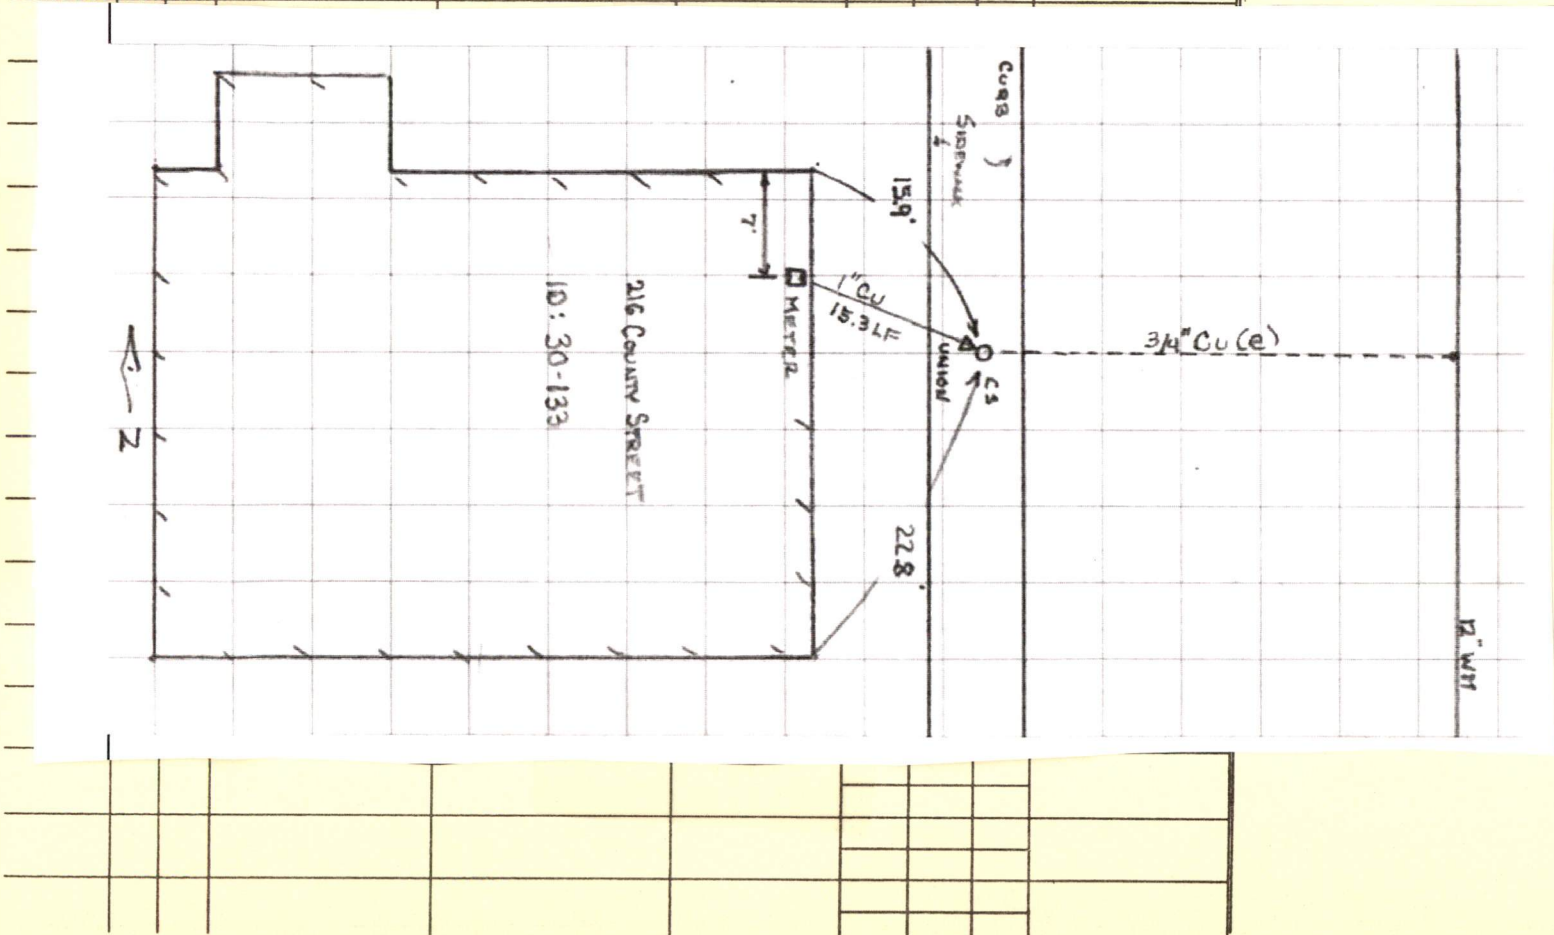 CURB
SIDEWALK
15.9'
7'
1" CU
15.3 LF
METER
UNION
CS
3/4" CU (e)
216 COUNTY STREET
ID: 30-133
22.8'
12" WM
N